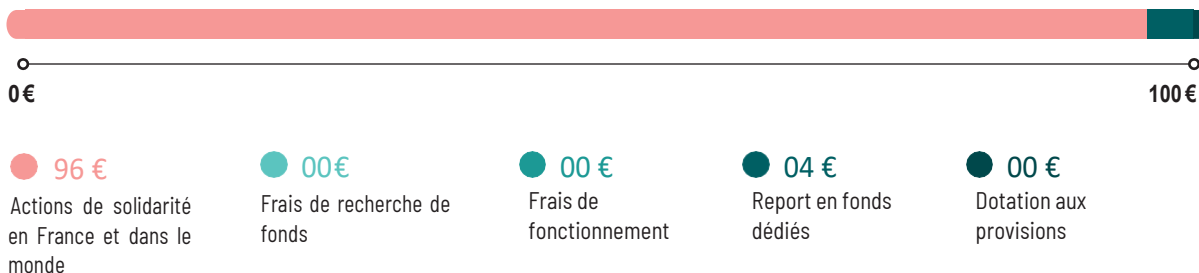 0 €
100 €
96 €
Actions de solidarité
en France et dans le
monde
00 €
Frais de recherche de
fonds
00 €
Frais de
fonctionnement
04 €
Report en fonds
dédiés
00 €
Dotation aux
provisions